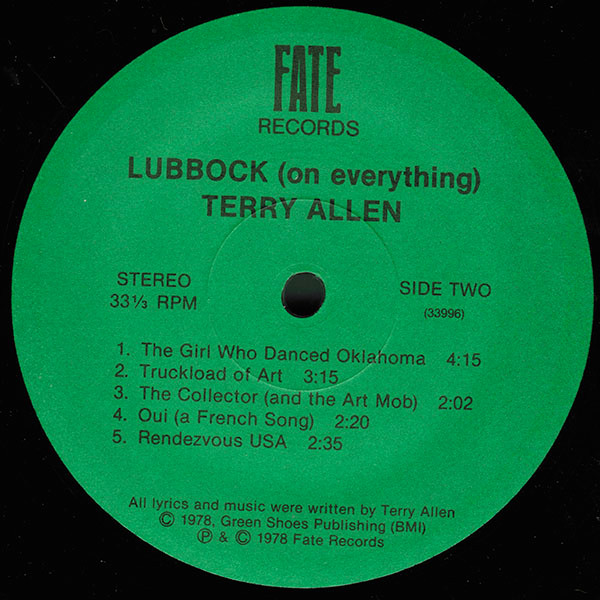 FATE
RECORDS
LUBBOCK (on everything)
TERRY ALLEN
STEREO
33⅓ RPM
SIDE TWO
(33996)
1. The Girl Who Danced Oklahoma 4:15
2. Truckload of Art 3:15
3. The Collector (and the Art Mob) 2:02
4. Oui (a French Song) 2:20
5. Rendezvous USA 2:35
All lyrics and music were written by Terry Allen
© 1978, Green Shoes Publishing (BMI)
℗ & © 1978 Fate Records